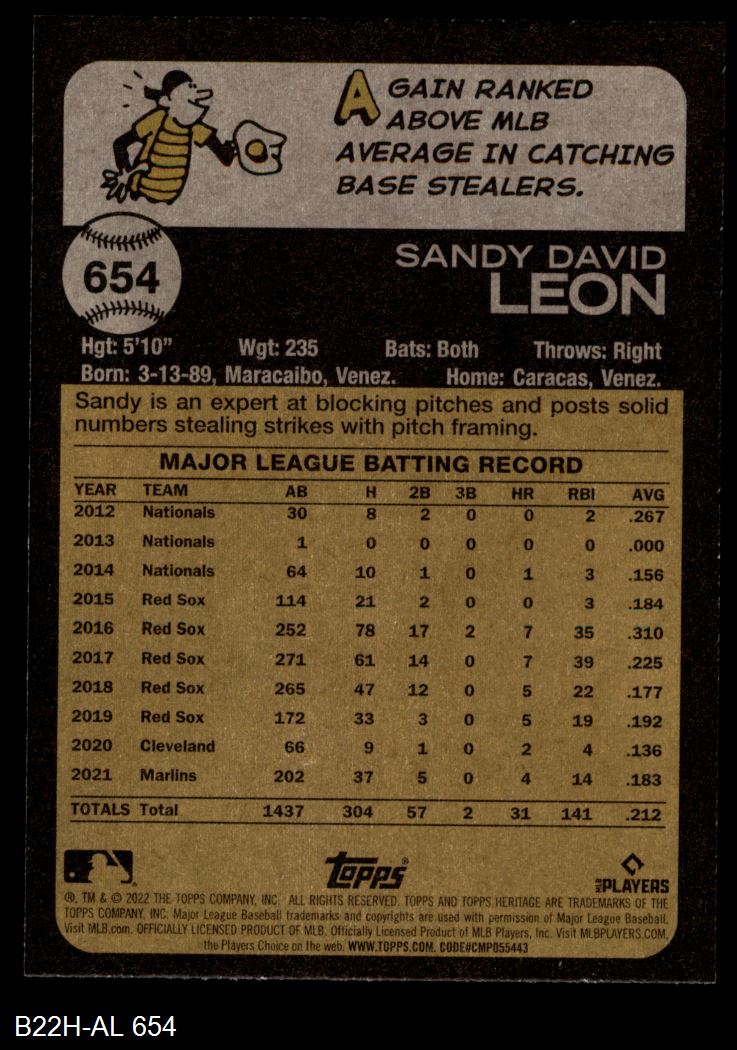 A GAIN RANKED
ABOVE MLB
AVERAGE IN CATCHING
BASE STEALERS.
654
SANDY DAVID
LEON
Hgt: 5'10" Wgt: 235 Bats: Both Throws: Right
Born: 3-13-89, Maracaibo, Venez. Home: Caracas, Venez.
Sandy is an expert at blocking pitches and posts solid
numbers stealing strikes with pitch framing.
MAJOR LEAGUE BATTING RECORD
YEAR TEAM AB H 2B 3B HR RBI AVG
2012 Nationals 30 8 2 0 0 2 .267
2013 Nationals 1 0 0 0 0 0 .000
2014 Nationals 64 10 1 0 1 3 .156
2015 Red Sox 114 21 2 0 0 3 .184
2016 Red Sox 252 78 17 2 7 35 .310
2017 Red Sox 271 61 14 0 7 39 .225
2018 Red Sox 265 47 12 0 5 22 .177
2019 Red Sox 172 33 3 0 5 19 .192
2020 Cleveland 66 9 1 0 2 4 .136
2021 Marlins 202 37 5 0 4 14 .183
TOTALS Total 1437 304 57 2 31 141 .212
topps®
MLB PLAYERS
®, TM & © 2022 THE TOPPS COMPANY, INC. ALL RIGHTS RESERVED. TOPPS AND TOPPS HERITAGE ARE TRADEMARKS OF THE
TOPPS COMPANY, INC. Major League Baseball trademarks and copyrights are used with permission of Major League Baseball.
Visit MLB.com. OFFICIALLY LICENSED PRODUCT OF MLB. Officially Licensed Product of MLB Players, Inc. Visit MLBPLAYERS.COM,
the Players Choice on the web. WWW.TOPPS.COM. CODE#CMP055443
B22H-AL 654